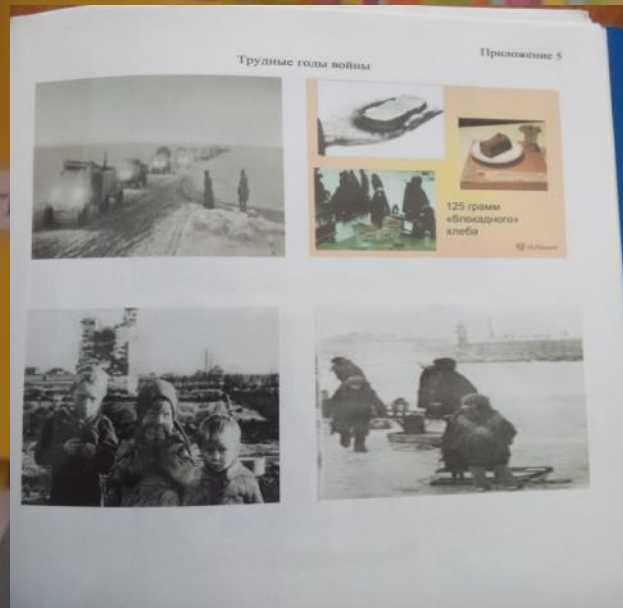 Приложение 5
Трудные годы войны
125 грамм
«блокадного»
хлеба